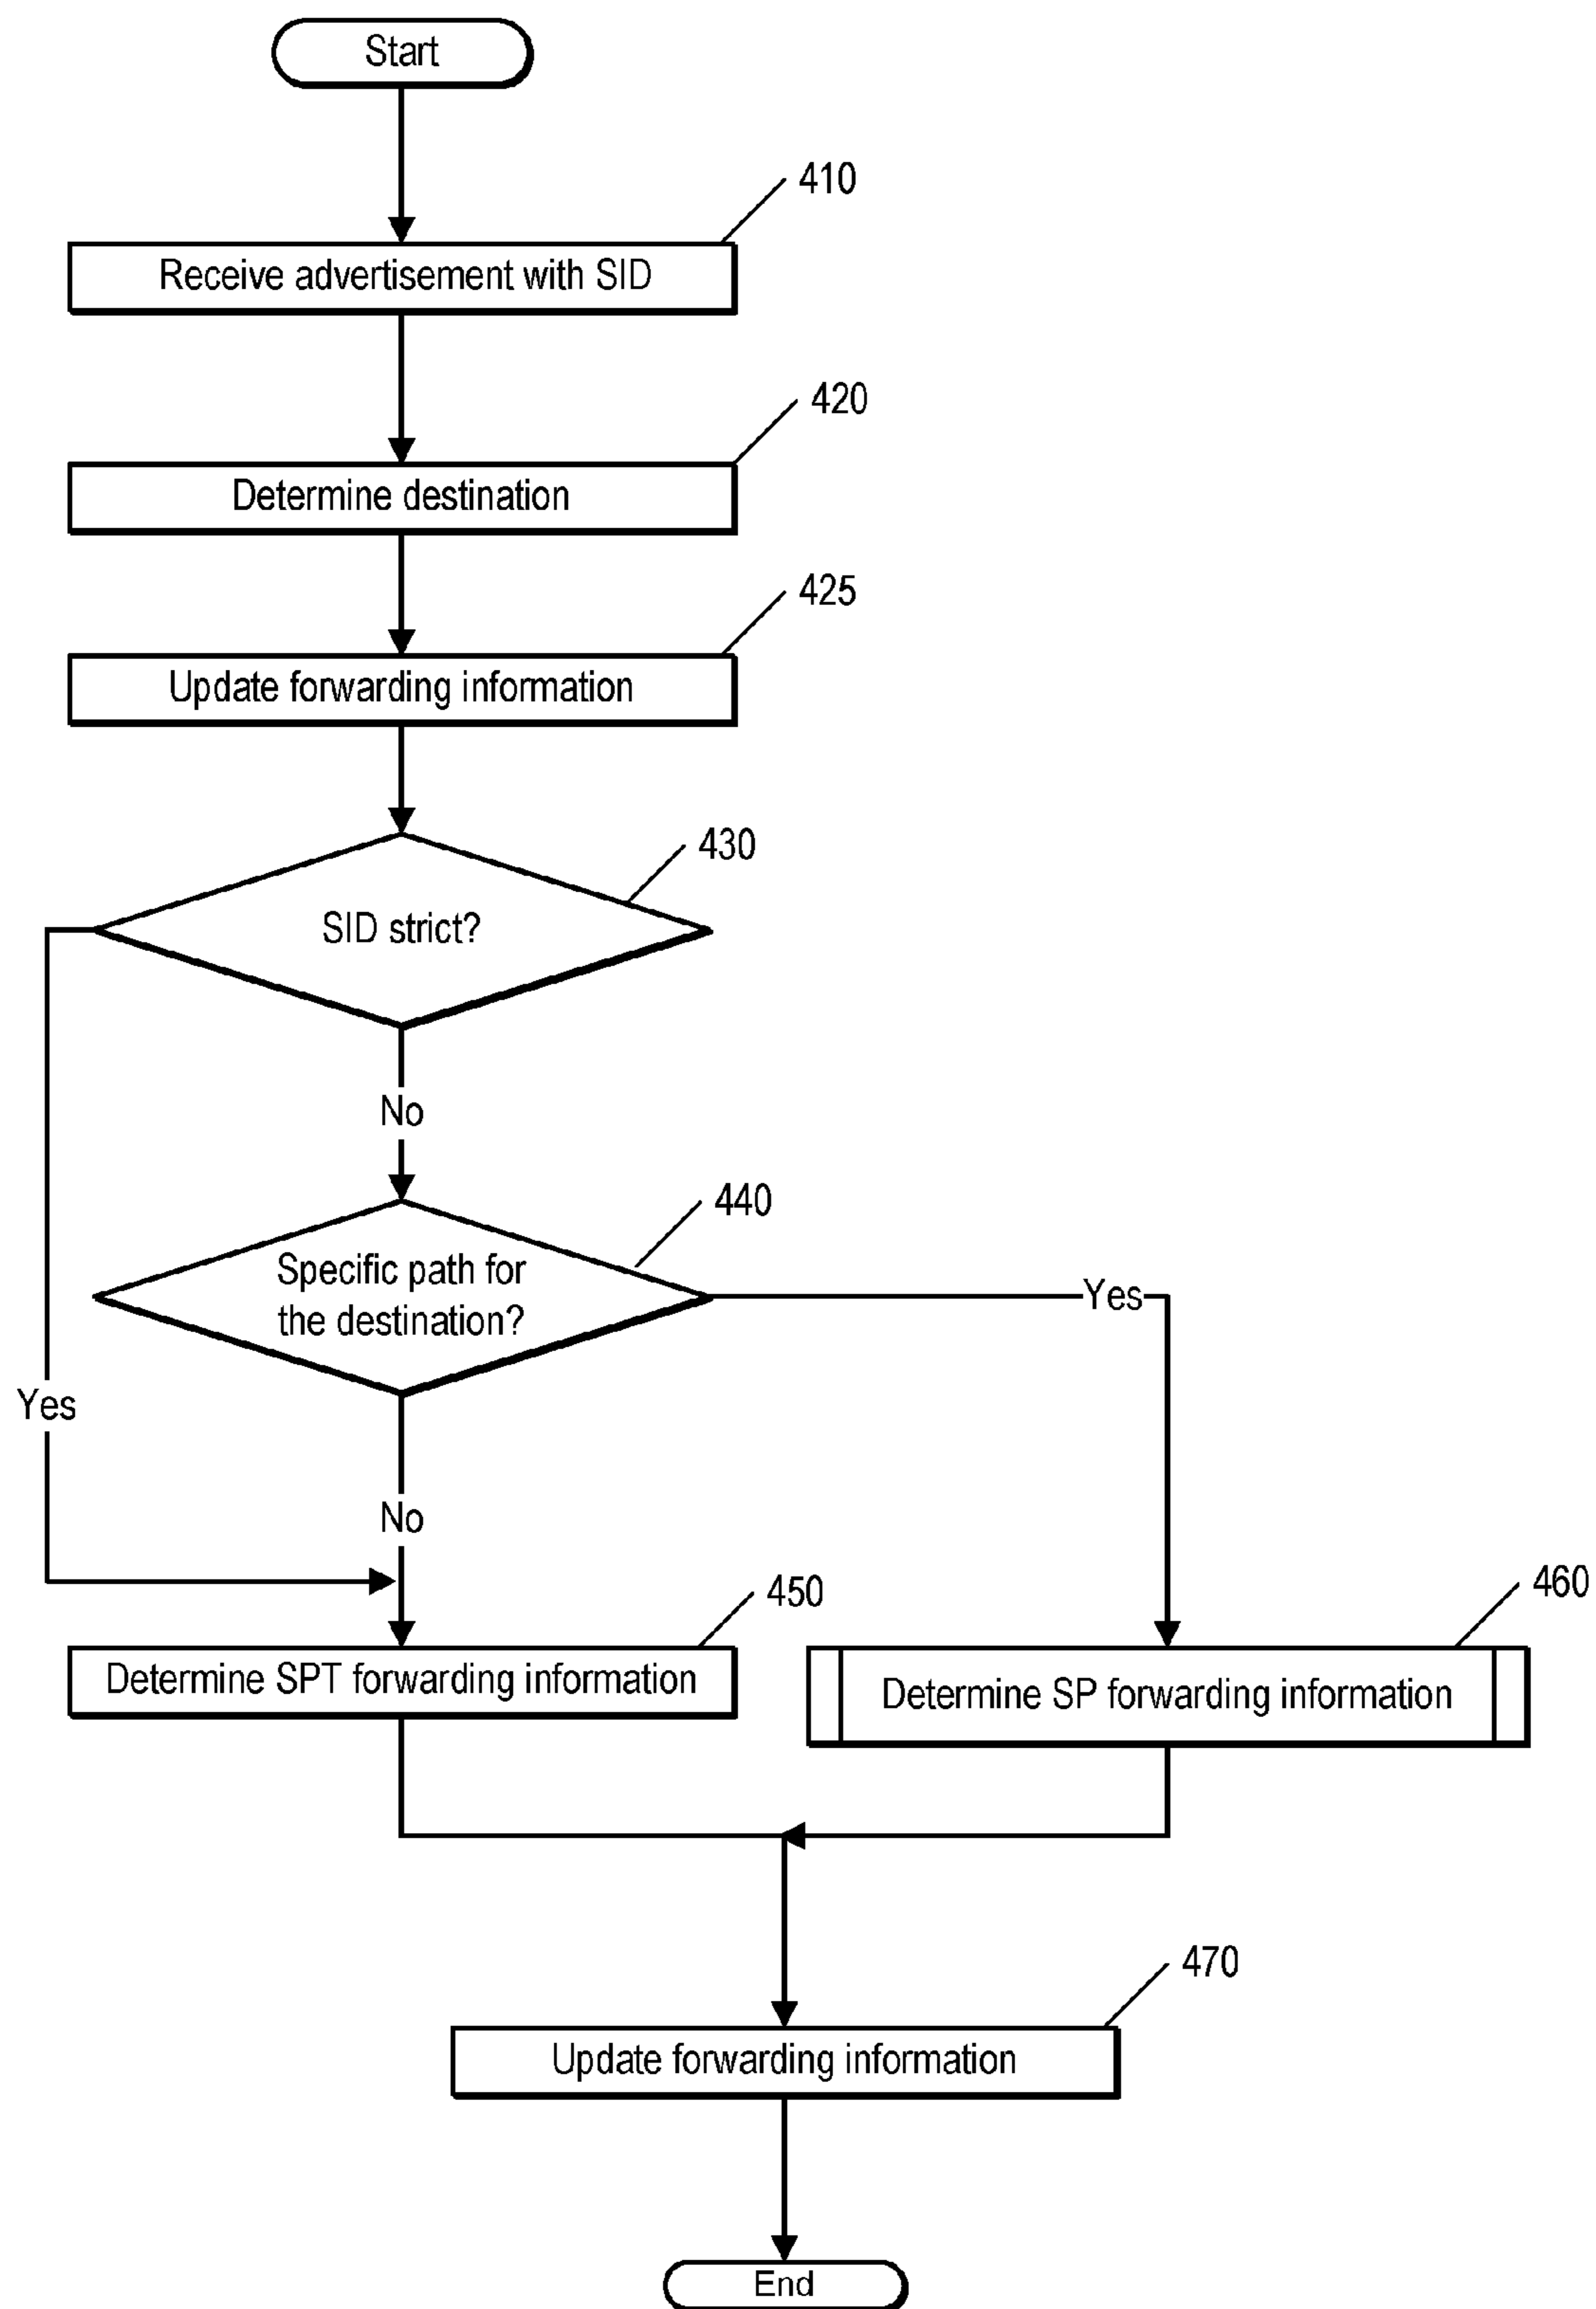 Start
410
Receive advertisement with SID
420
Determine destination
425
Update forwarding information
430
SID strict?
No
440
Specific path for
the destination?
Yes
Yes
No
450
Determine SPT forwarding information
460
Determine SP forwarding information
470
Update forwarding information
End